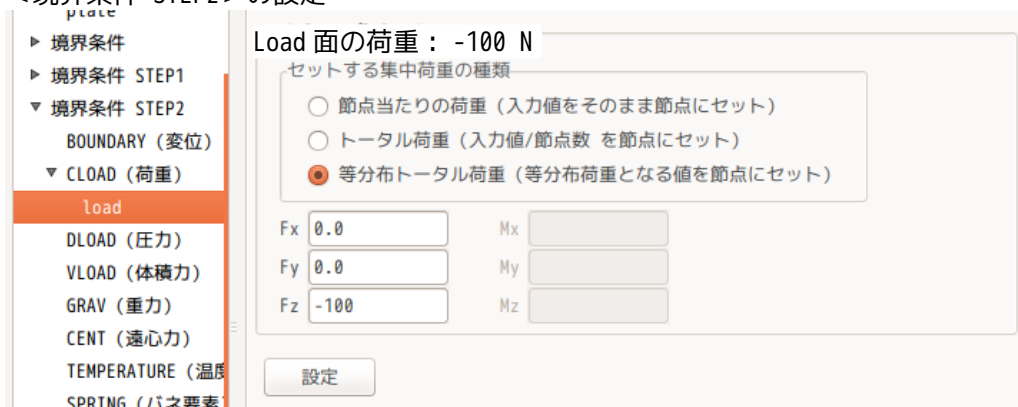 <境界条件 STEP2> の設定
plate
▶ 境界条件
▶ 境界条件 STEP1
▼ 境界条件 STEP2
BOUNDARY (変位)
▼ CLOAD (荷重)
load
DLOAD (圧力)
VLOAD (体積力)
GRAV (重力)
CENT (遠心力)
TEMPERATURE (温度
SPRING (バネ要素)
Load 面の荷重: -100 N
セットする集中荷重の種類
節点当たりの荷重 (入力値をそのまま節点にセット)
トータル荷重 (入力値/節点数 を節点にセット)
等分布トータル荷重 (等分布荷重となる値を節点にセット)
Fx 0.0 Mx
Fy 0.0 My
Fz -100 Mz
設定